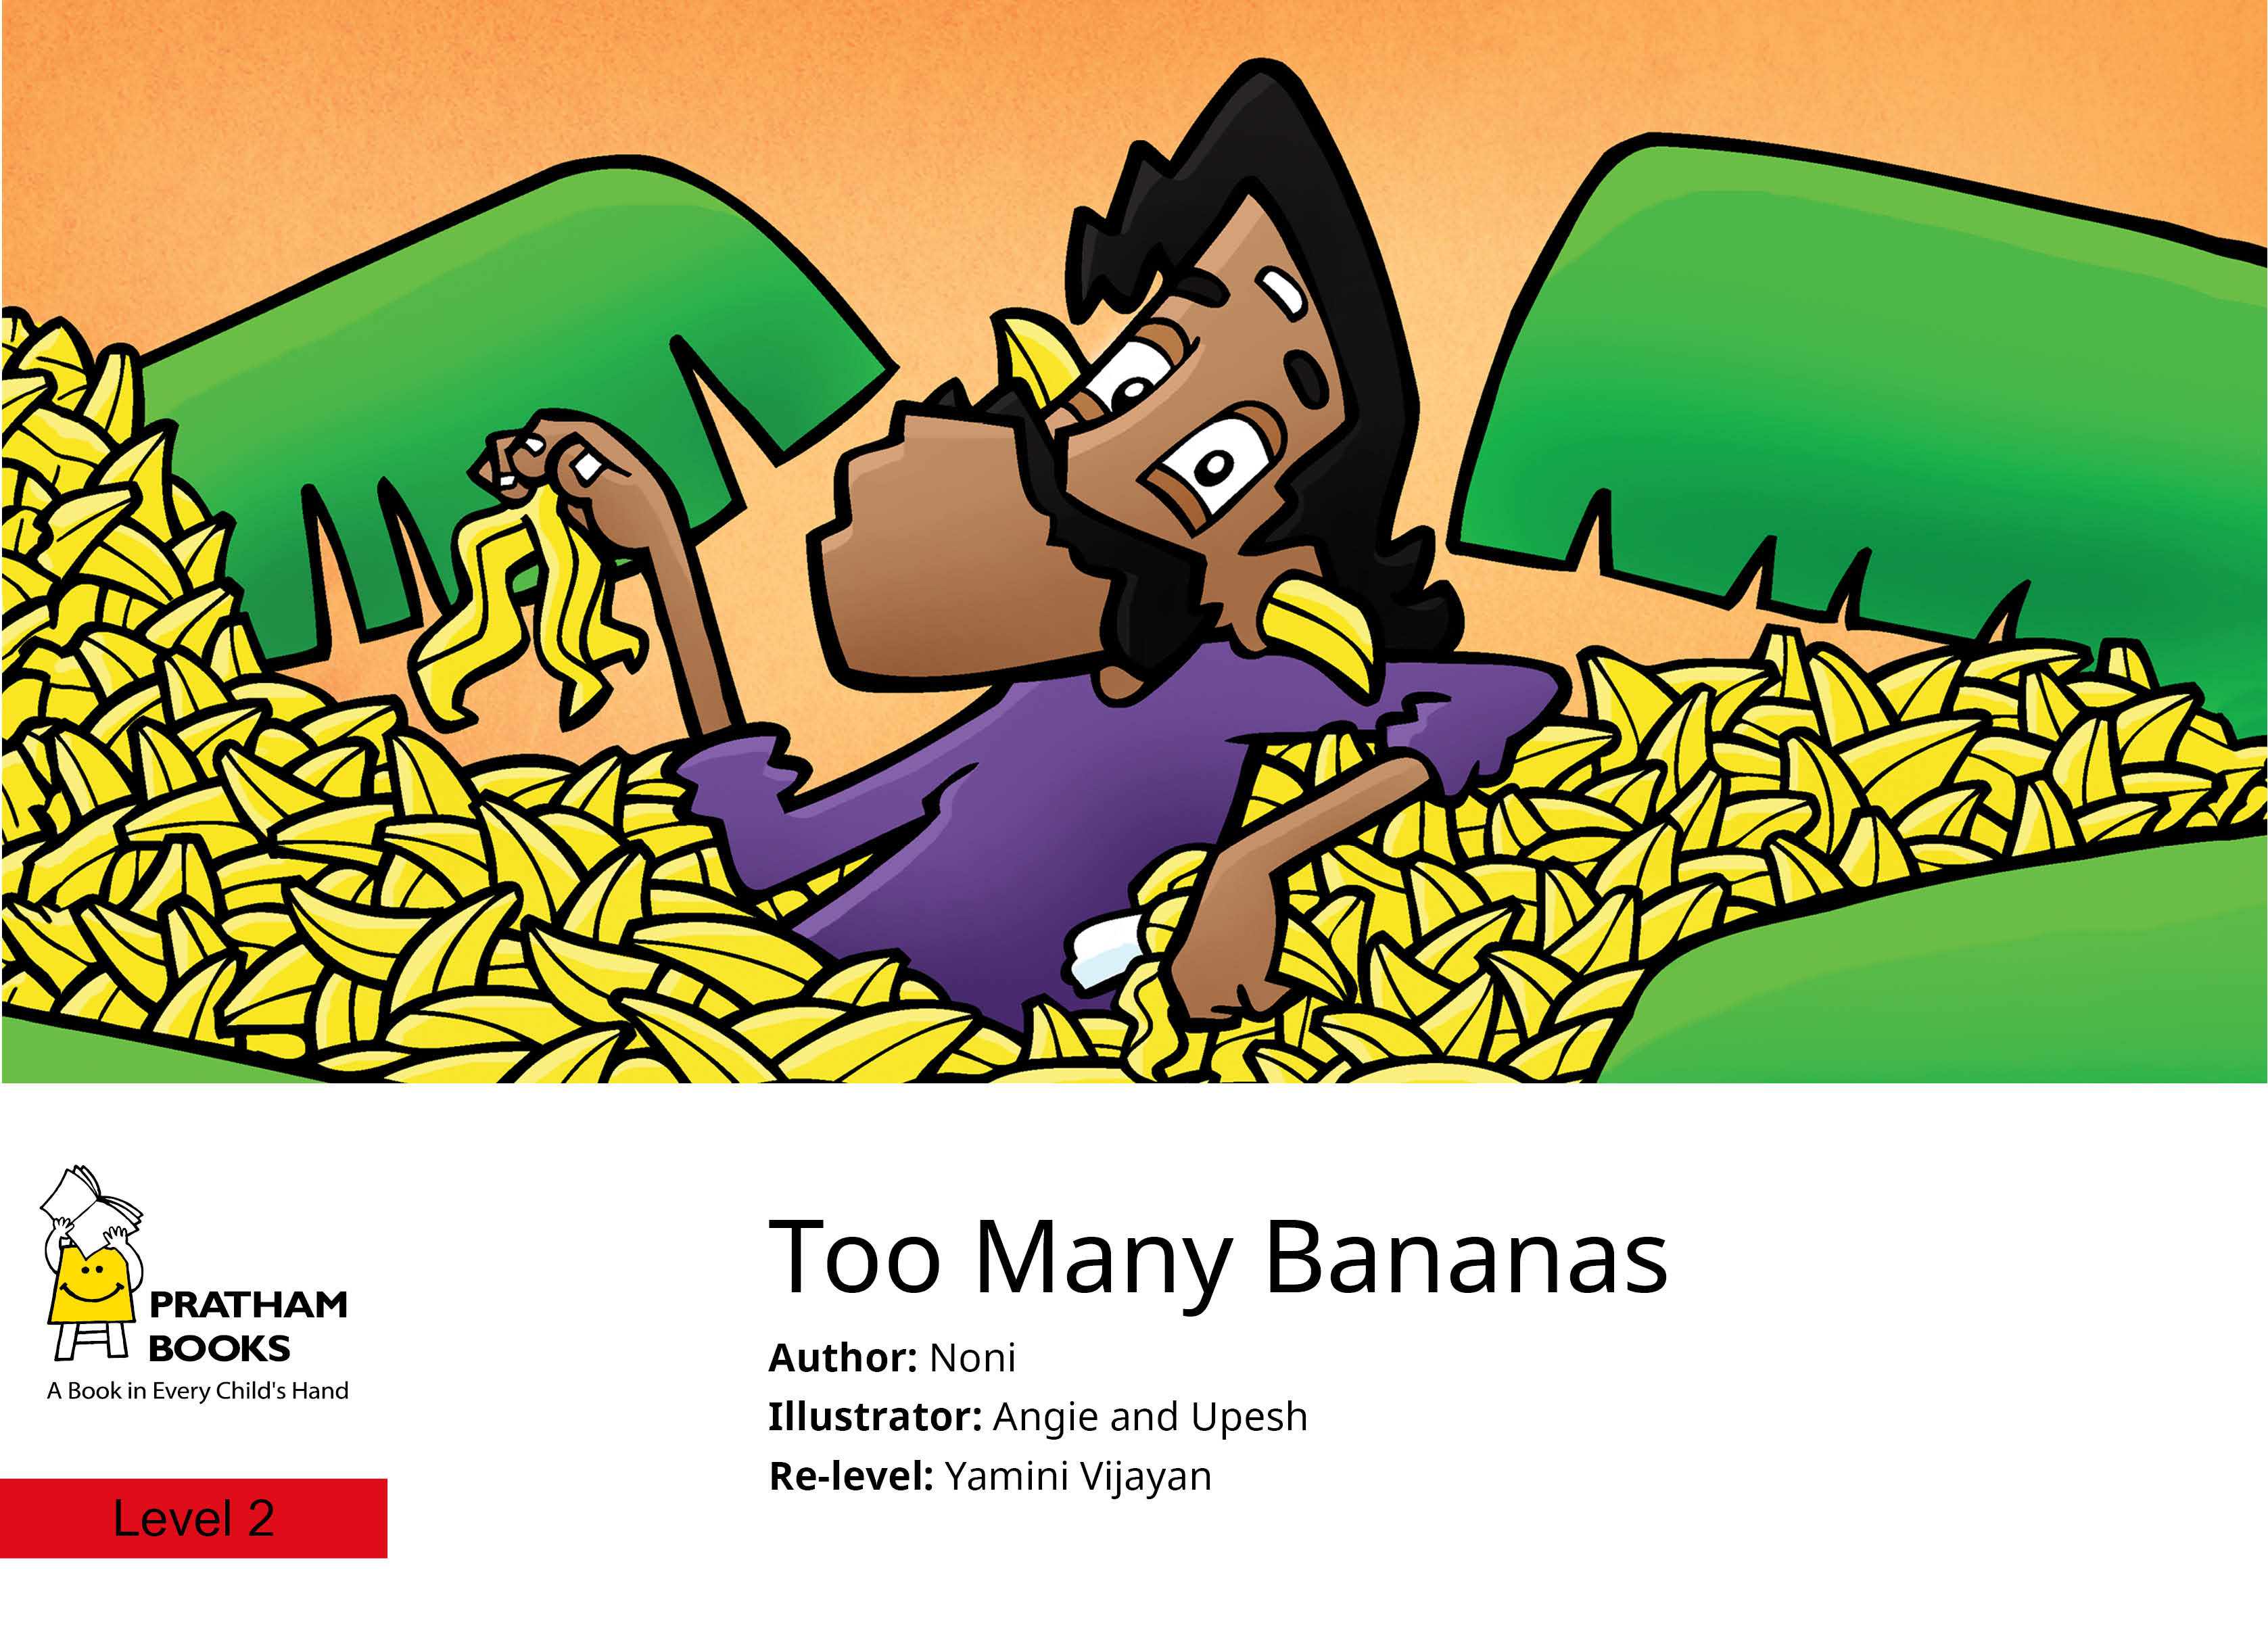 PRATHAM
BOOKS
A Book in Every Child's Hand
Level 2
Too Many Bananas
Author: Noni
Illustrator: Angie and Upesh
Re-level: Yamini Vijayan